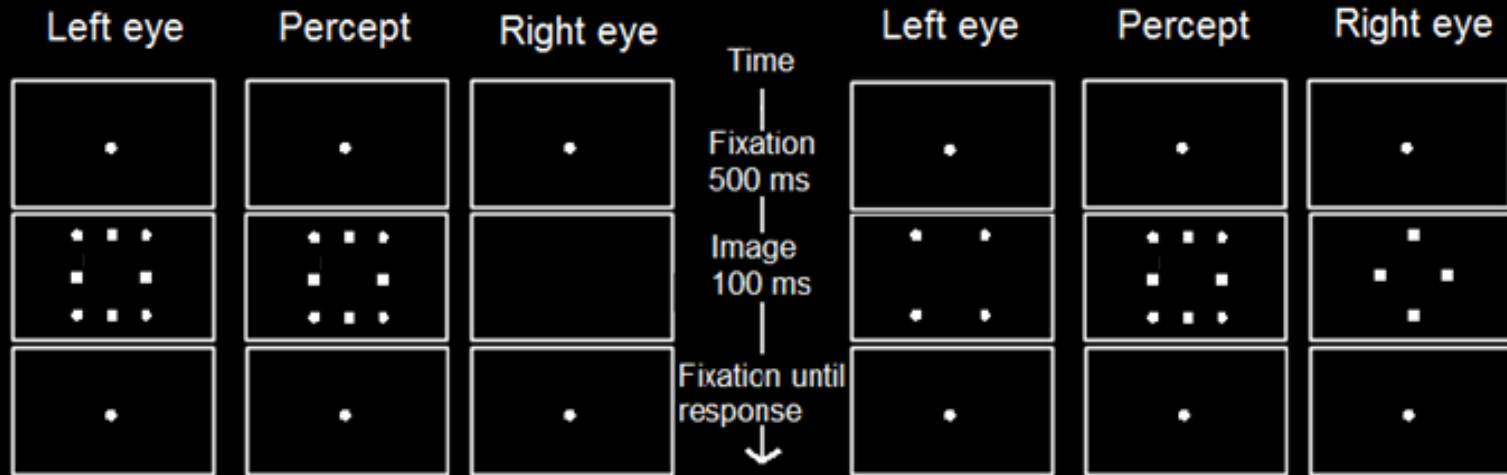 Left eye
Percept
Right eye
Time
Left eye
Percept
Right eye
Fixation
500 ms
Image
100 ms
Fixation until
response